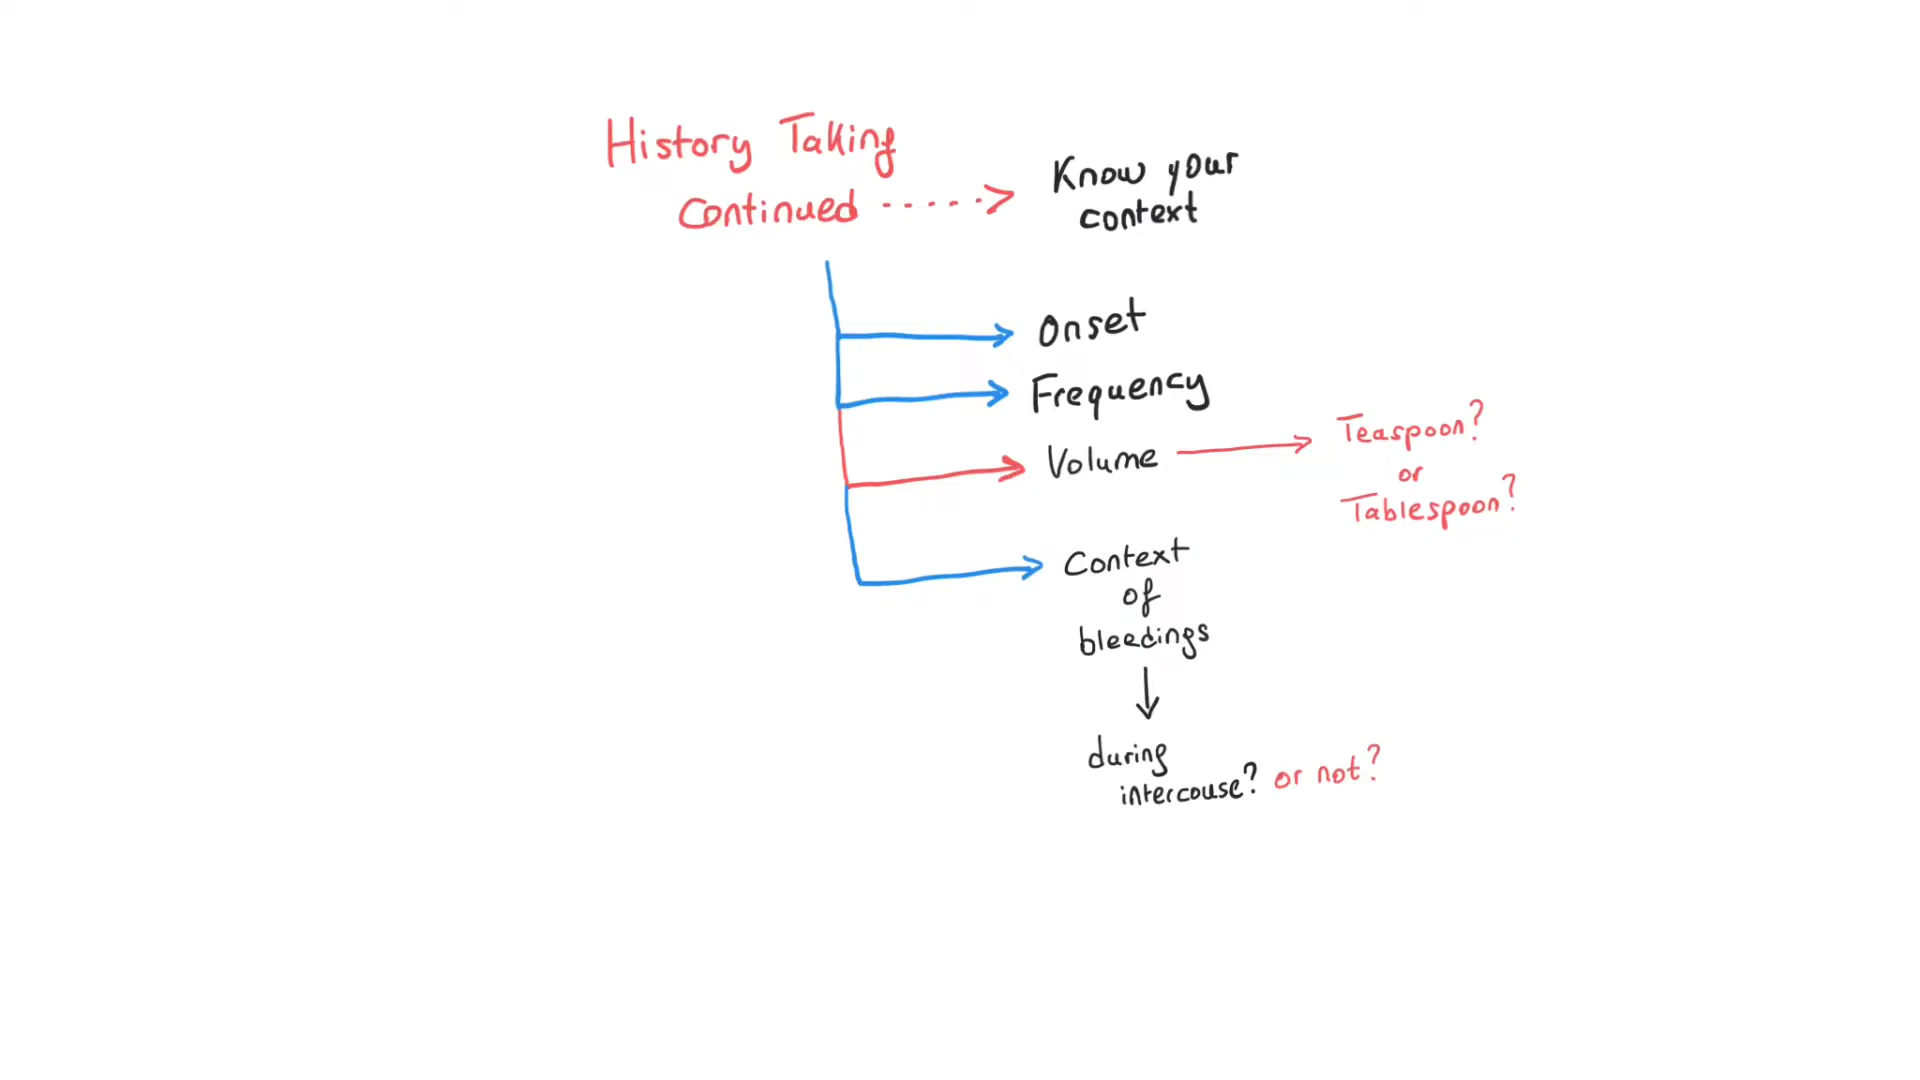 History Taking
Continued
Know your
context
Onset
Frequency
Volume
Teaspoon?
or
Tablespoon?
Context
of
bleedings
during
intercouse? or not?